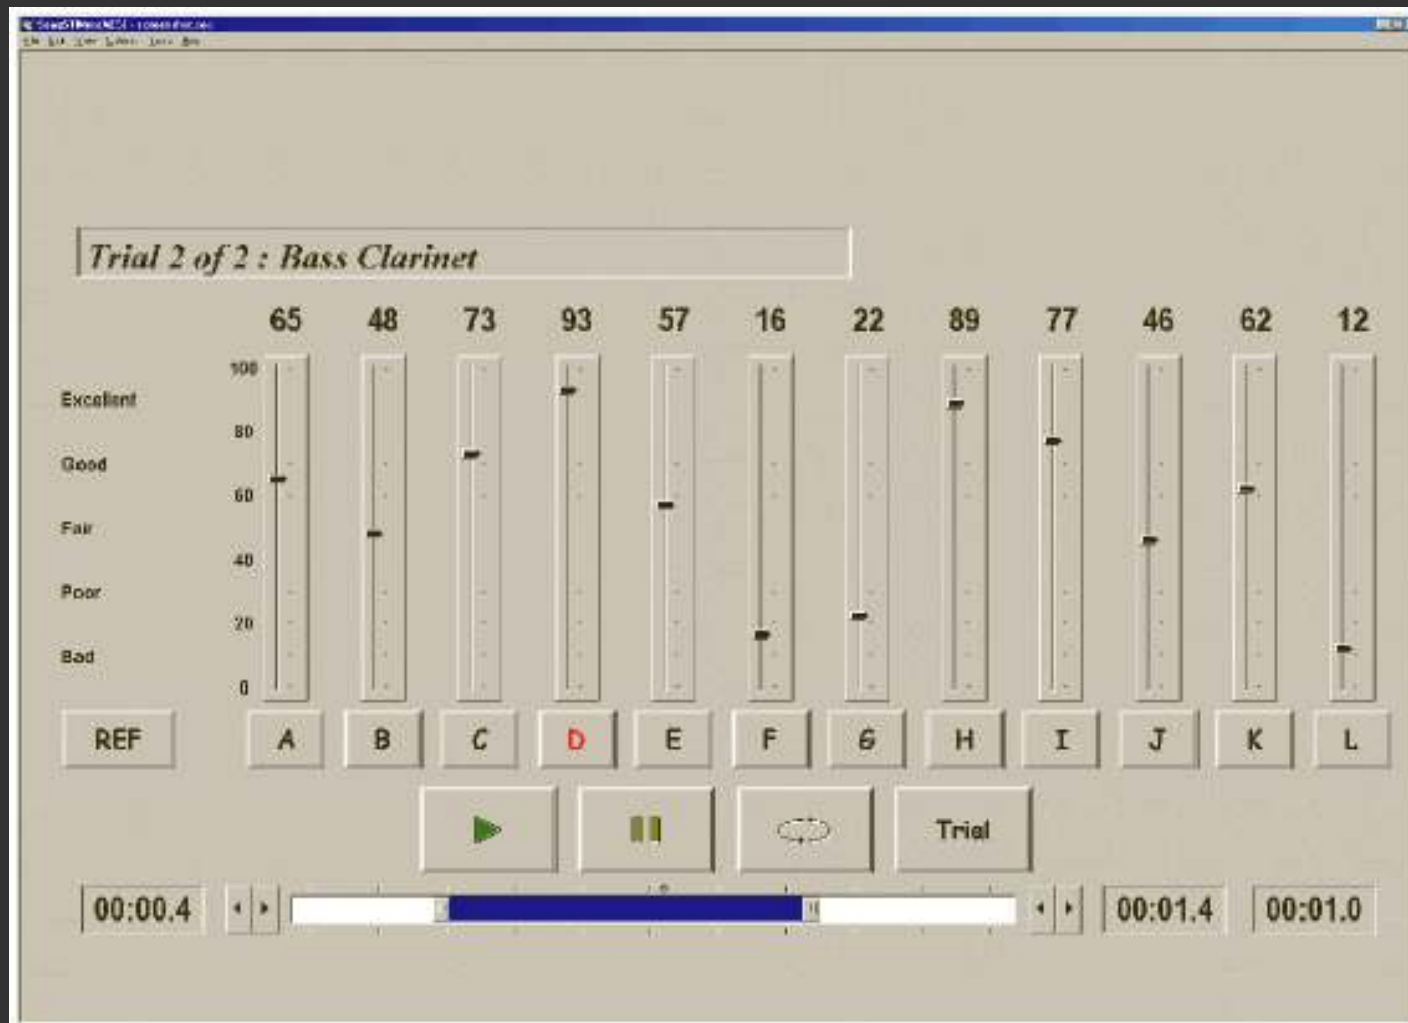 Trial 2 of 2 : Bass Clarinet
65 48 73 93 57 16 22 89 77 46 62 12
100
Excellent
80
Good
60
Fair
40
Poor
20
Bad
0
REF A B C D E F G H I J K L
Trial
00:00.4 00:01.4 00:01.0